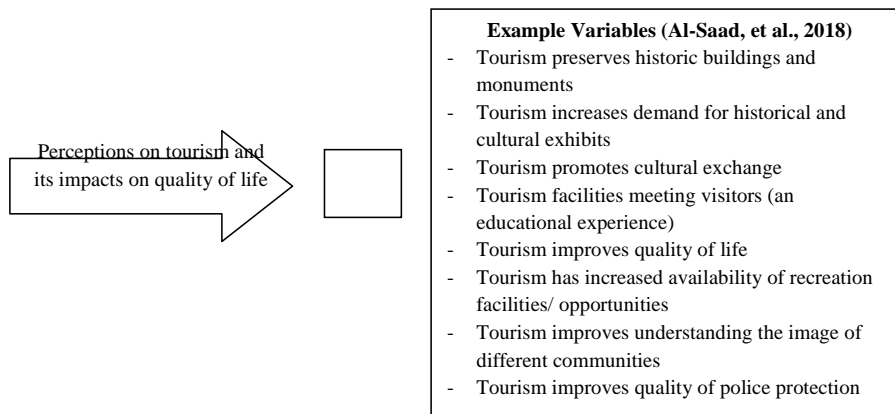 Perceptions on tourism and
its impacts on quality of life
Example Variables (Al-Saad, et al., 2018)
- Tourism preserves historic buildings and
monuments
- Tourism increases demand for historical and
cultural exhibits
- Tourism promotes cultural exchange
- Tourism facilities meeting visitors (an
educational experience)
- Tourism improves quality of life
- Tourism has increased availability of recreation
facilities/ opportunities
- Tourism improves understanding the image of
different communities
- Tourism improves quality of police protection